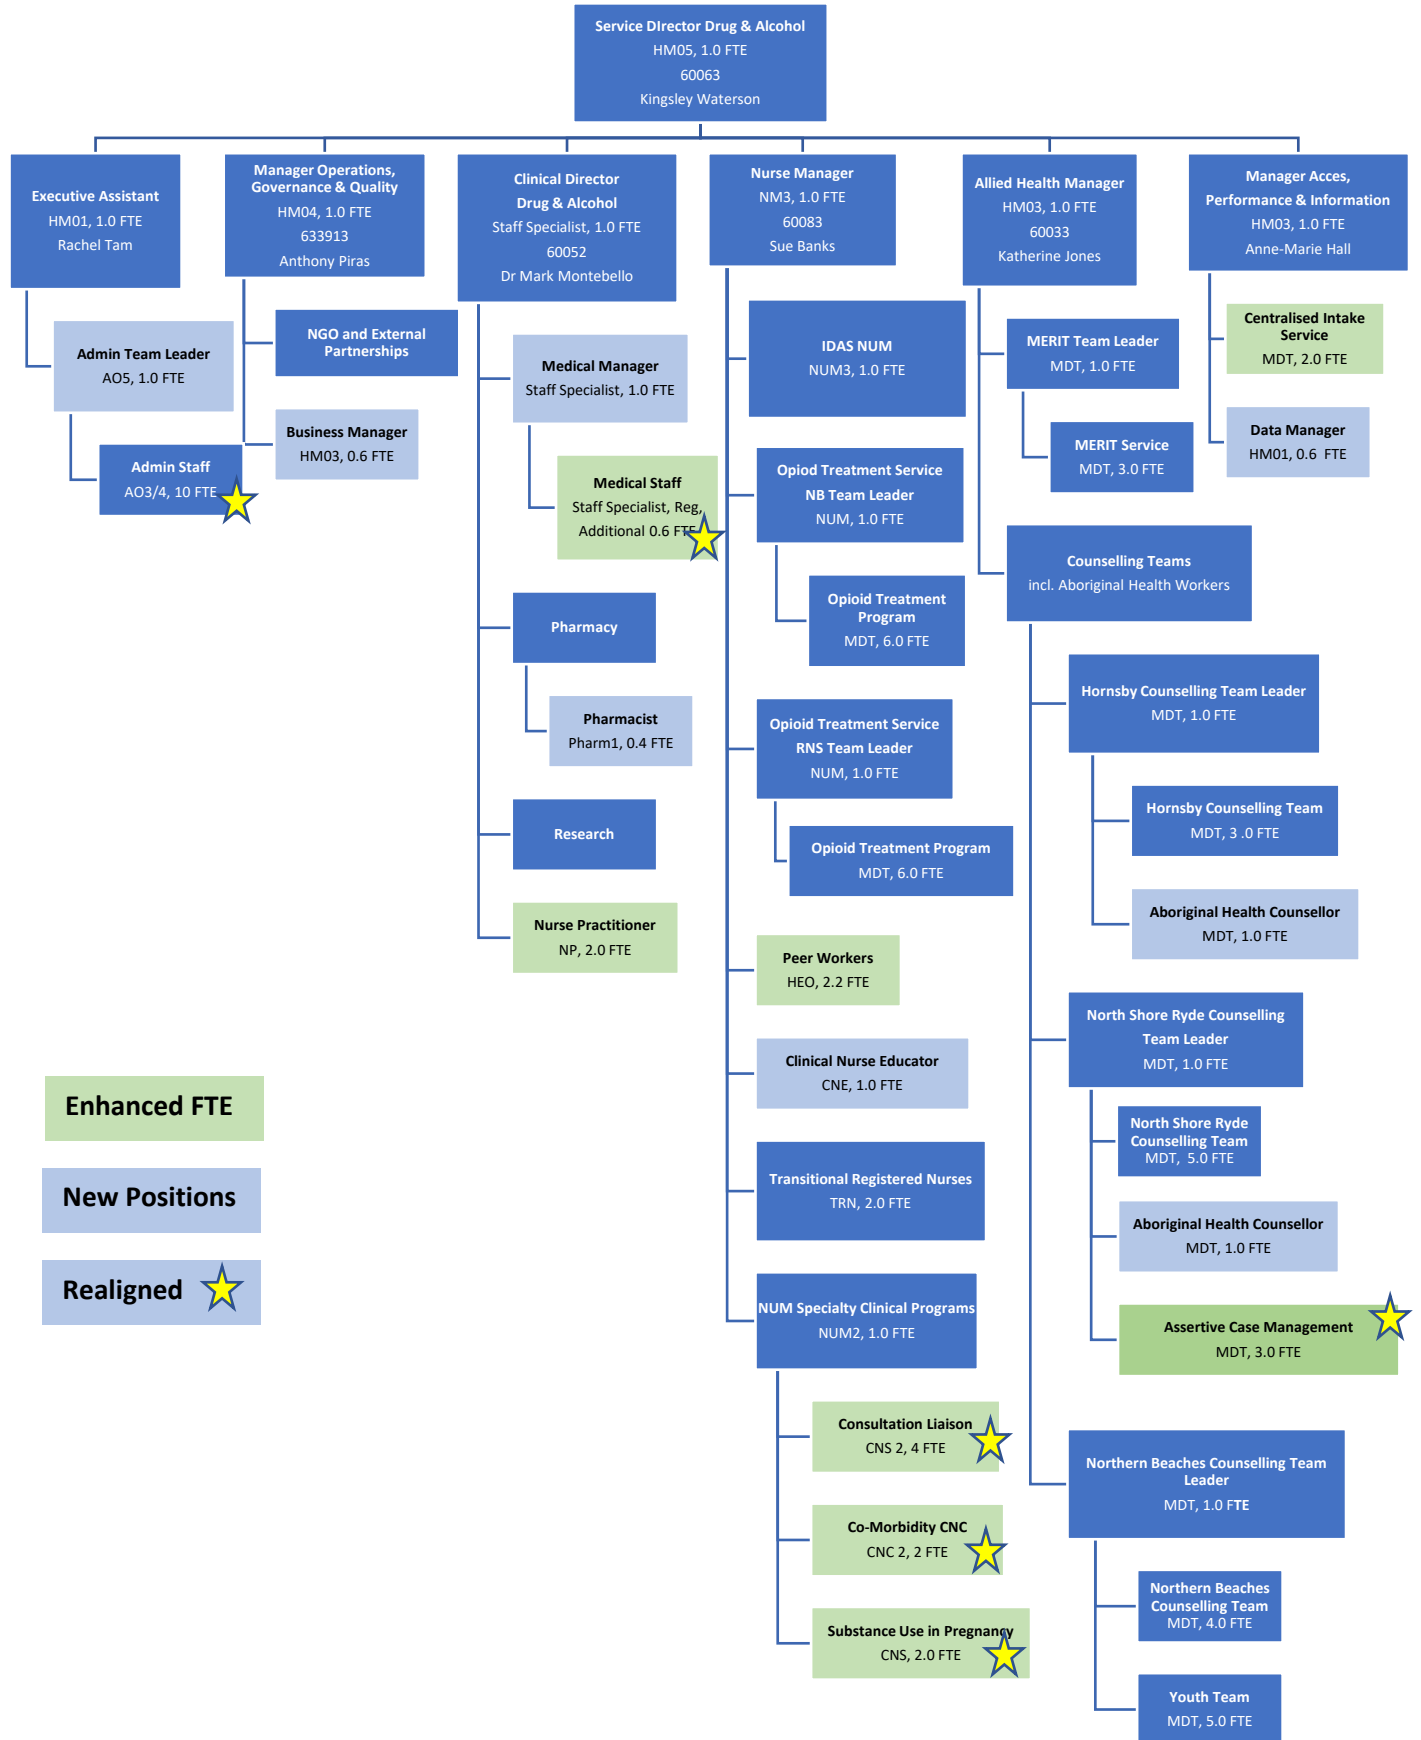 Service DIrector Drug & Alcohol
HM05, 1.0 FTE
60063
Kingsley Waterson
Executive Assistant
HM01, 1.0 FTE
Rachel Tam
Admin Team Leader
AO5, 1.0 FTE
Admin Staff
AO3/4, 10 FTE
Manager Operations,
Governance & Quality
HM04, 1.0 FTE
633913
Anthony Piras
NGO and External
Partnerships
Business Manager
HM03, 0.6 FTE
Clinical Director
Drug & Alcohol
Staff Specialist, 1.0 FTE
60052
Dr Mark Montebello
Medical Manager
Staff Specialist, 1.0 FTE
Medical Staff
Staff Specialist, Reg,
Additional 0.6 FTE
Pharmacy
Pharmacist
Pharm1, 0.4 FTE
Research
Nurse Practitioner
NP, 2.0 FTE
Nurse Manager
NM3, 1.0 FTE
60083
Sue Banks
IDAS NUM
NUM3, 1.0 FTE
Opiod Treatment Service
NB Team Leader
NUM, 1.0 FTE
Opioid Treatment
Program
MDT, 6.0 FTE
Opioid Treatment Service
RNS Team Leader
NUM, 1.0 FTE
Opioid Treatment Program
MDT, 6.0 FTE
Peer Workers
HEO, 2.2 FTE
Clinical Nurse Educator
CNE, 1.0 FTE
Transitional Registered Nurses
TRN, 2.0 FTE
NUM Specialty Clinical Programs
NUM2, 1.0 FTE
Consultation Liaison
CNS 2, 4 FTE
Co-Morbidity CNC
CNC 2, 2 FTE
Substance Use in Pregnancy
CNS, 2.0 FTE
Allied Health Manager
HM03, 1.0 FTE
60033
Katherine Jones
MERIT Team Leader
MDT, 1.0 FTE
MERIT Service
MDT, 3.0 FTE
Counselling Teams
incl. Aboriginal Health Workers
Hornsby Counselling Team Leader
MDT, 1.0 FTE
Hornsby Counselling Team
MDT, 3 .0 FTE
Aboriginal Health Counsellor
MDT, 1.0 FTE
North Shore Ryde Counselling
Team Leader
MDT, 1.0 FTE
North Shore Ryde
Counselling Team
MDT, 5.0 FTE
Aboriginal Health Counsellor
MDT, 1.0 FTE
Assertive Case Management
MDT, 3.0 FTE
Northern Beaches Counselling Team
Leader
MDT, 1.0 FTE
Northern Beaches
Counselling Team
MDT, 4.0 FTE
Youth Team
MDT, 5.0 FTE
Manager Acces,
Performance & Information
HM03, 1.0 FTE
Anne-Marie Hall
Centralised Intake
Service
MDT, 2.0 FTE
Data Manager
HM01, 0.6 FTE
Enhanced FTE
New Positions
Realigned